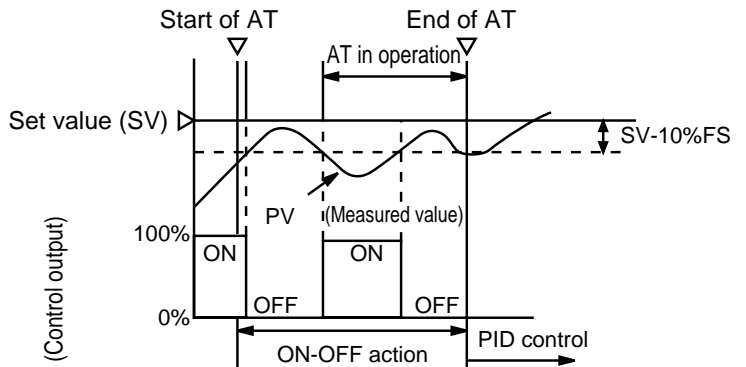 Start of AT
End of AT
AT in operation
Set value (SV)
SV-10%FS
PV
(Measured value)
100%
ON
ON
OFF
OFF
0%
(Control output)
PID control
ON-OFF action